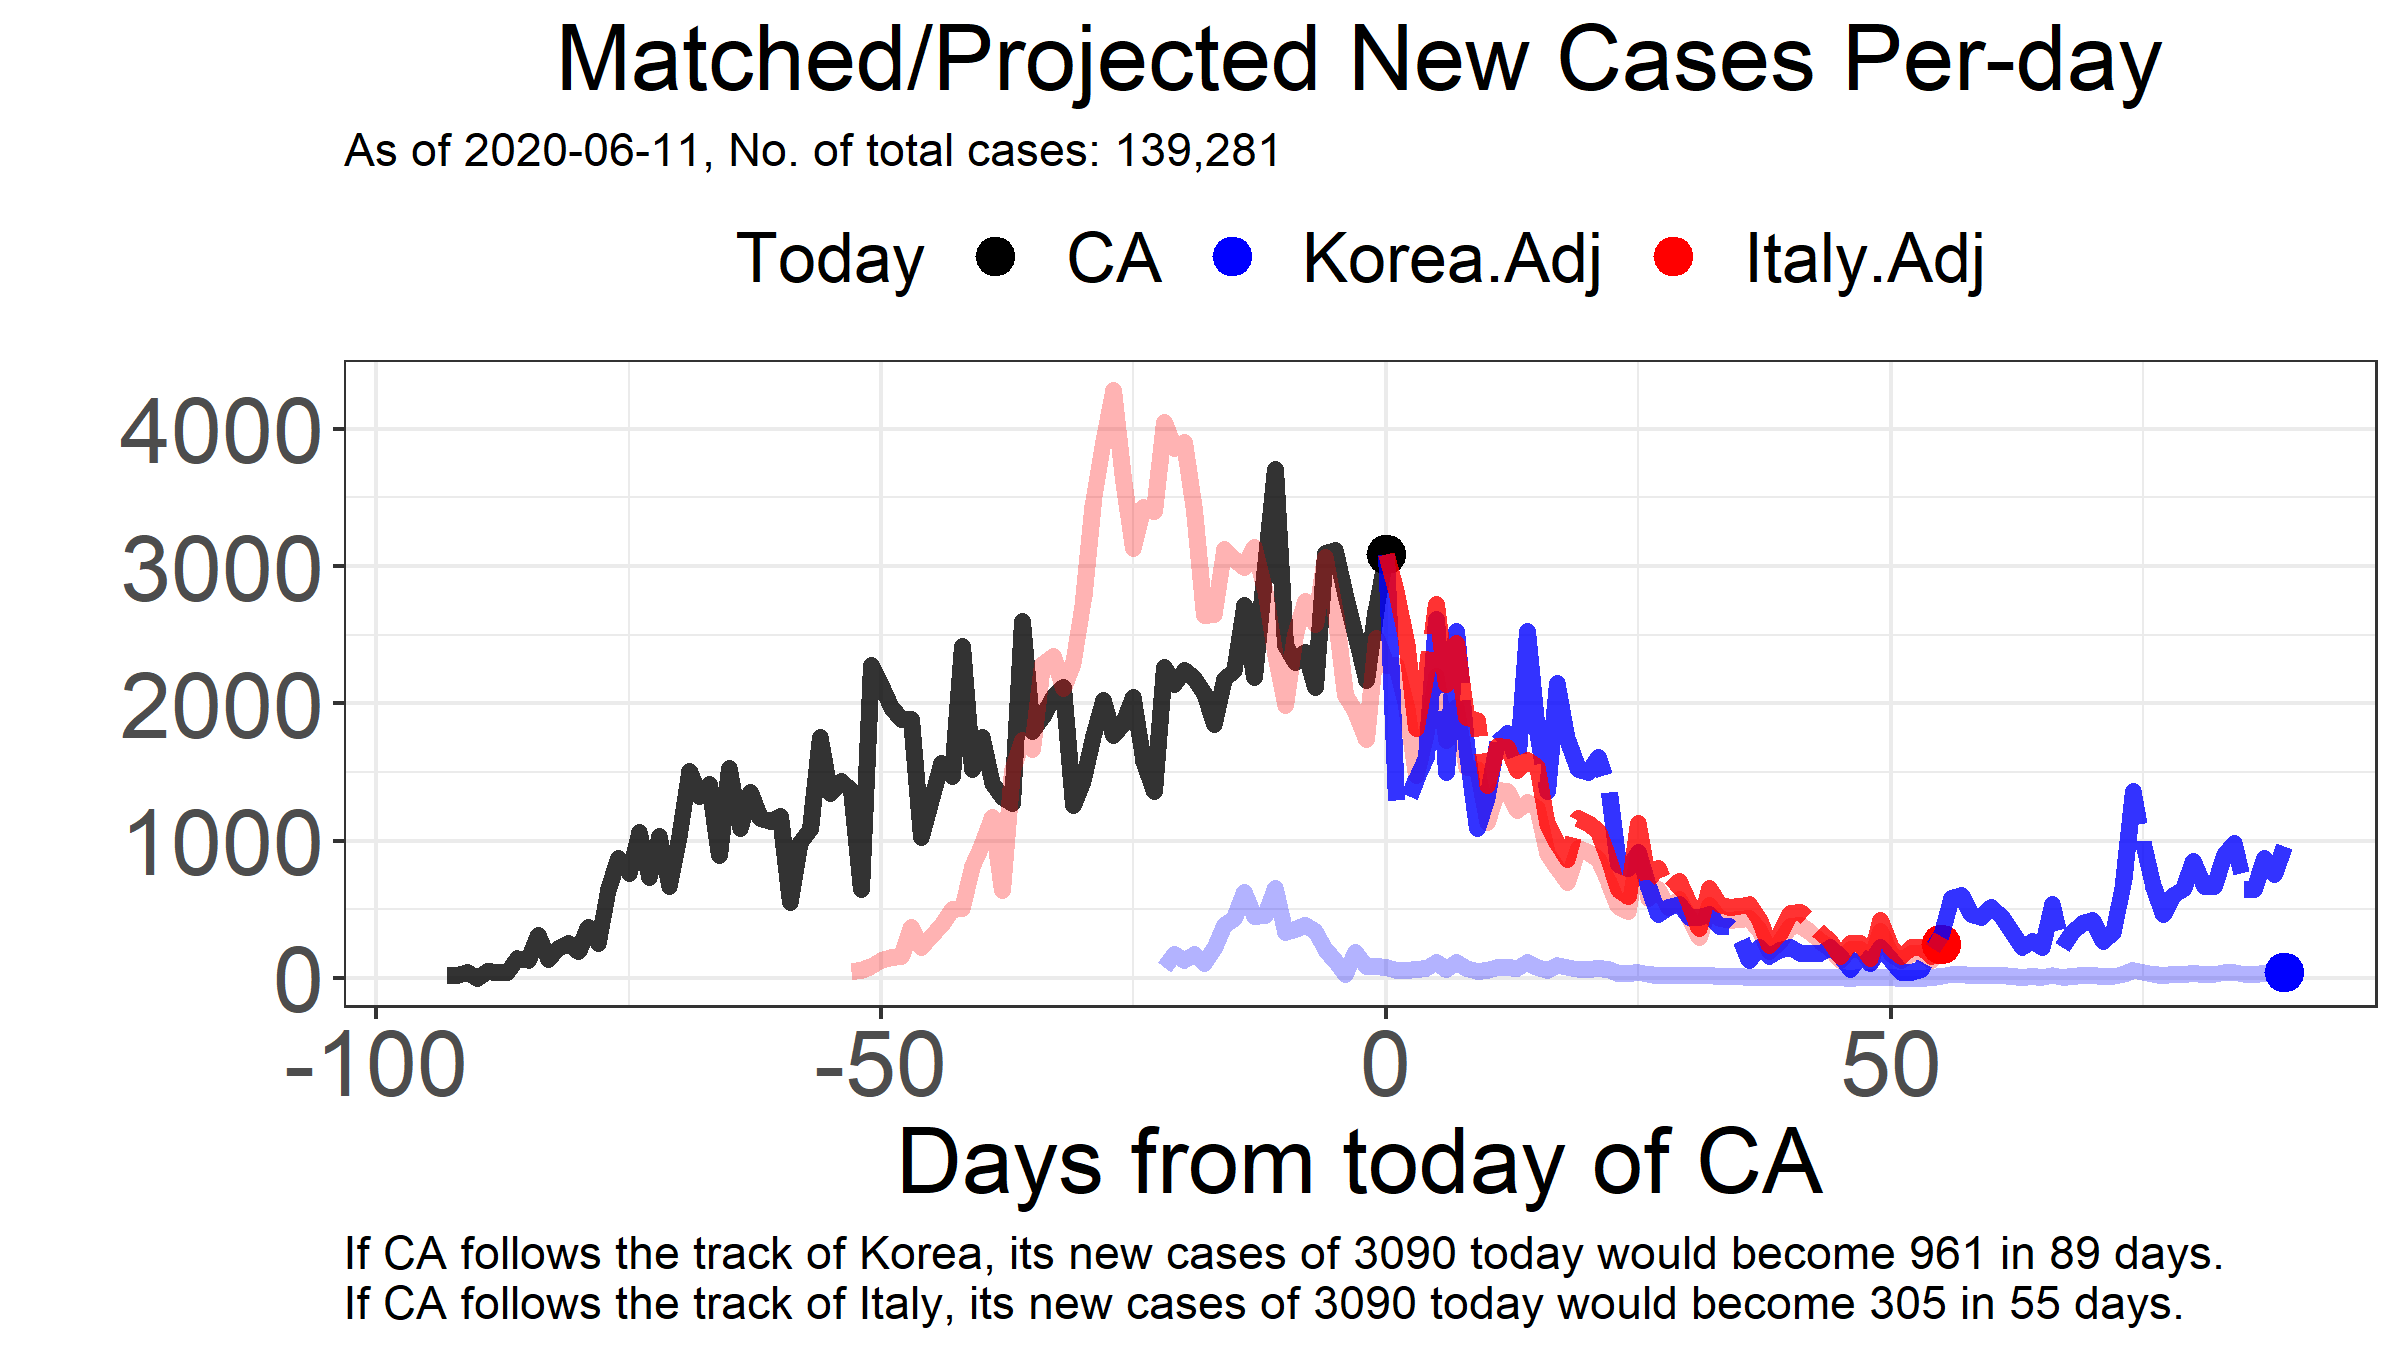 Matched/Projected New Cases Per-day
As of 2020-06-11, No. of total cases: 139,281
Today CA Korea.Adj Italy.Adj
4000
3000
2000
1000
0
-100 -50 0 50
Days from today of CA
If CA follows the track of Korea, its new cases of 3090 today would become 961 in 89 days.
If CA follows the track of Italy, its new cases of 3090 today would become 305 in 55 days.